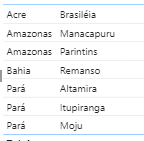 Acre Brasiléia
Amazonas Manacapuru
Amazonas Parintins
Bahia Remanso
Pará Altamira
Pará Itupiranga
Pará Moju